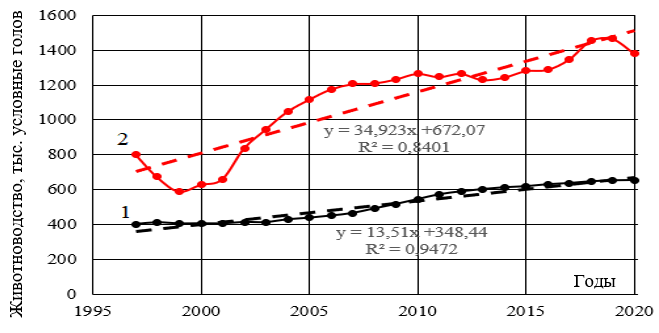 Животноводство, тыс. условные голов
1600
1400
1200
1000
800
600
400
200
0
2
1
y = 34,923x +672,07
R² = 0,8401
y = 13,51x +348,44
R² = 0,9472
Годы
1995
2000
2005
2010
2015
2020